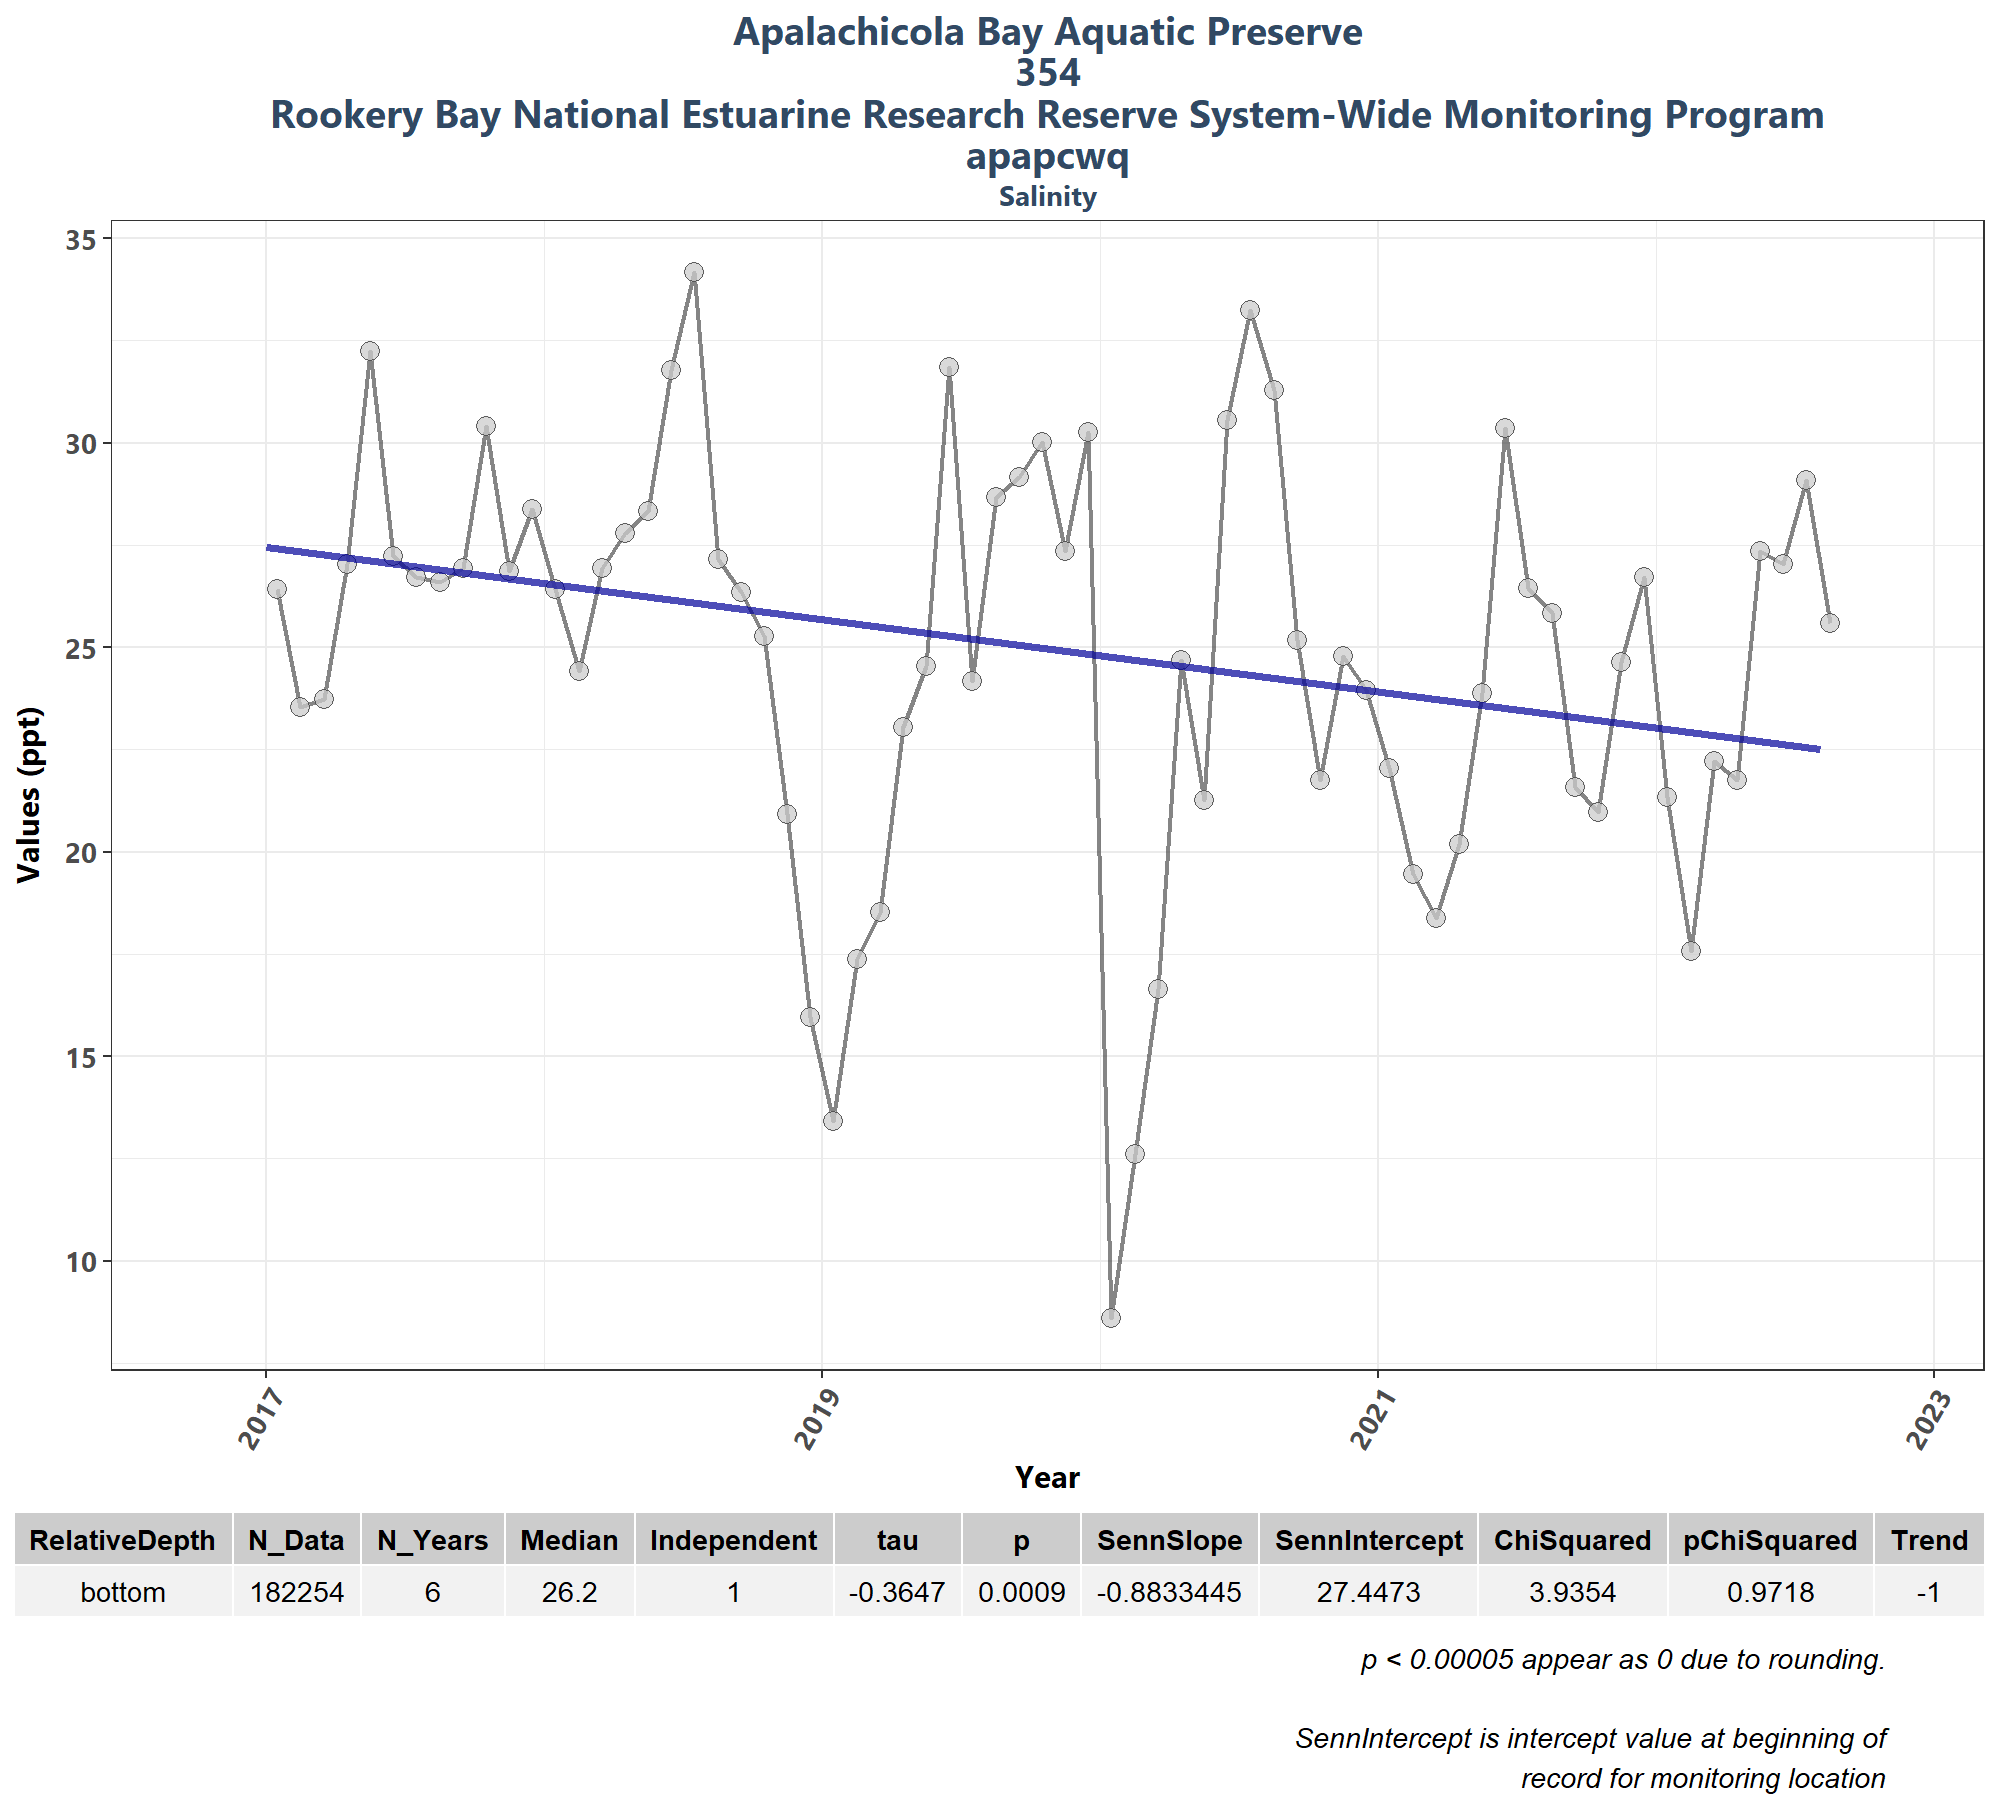 Apalachicola Bay Aquatic Preserve
354
Rookery Bay National Estuarine Research Reserve System-Wide Monitoring Program
apapcwq
Salinity
35
30
25
20
15
10
Values (ppt)
2017
2019
2021
2023
Year
RelativeDepth N_Data N_Years Median Independent tau p SennSlope SennIntercept ChiSquared pChiSquared Trend
bottom 182254 6 26.2 1 -0.3647 0.0009 -0.8833445 27.4473 3.9354 0.9718 -1
p < 0.00005 appear as 0 due to rounding.
SennIntercept is intercept value at beginning of
record for monitoring location